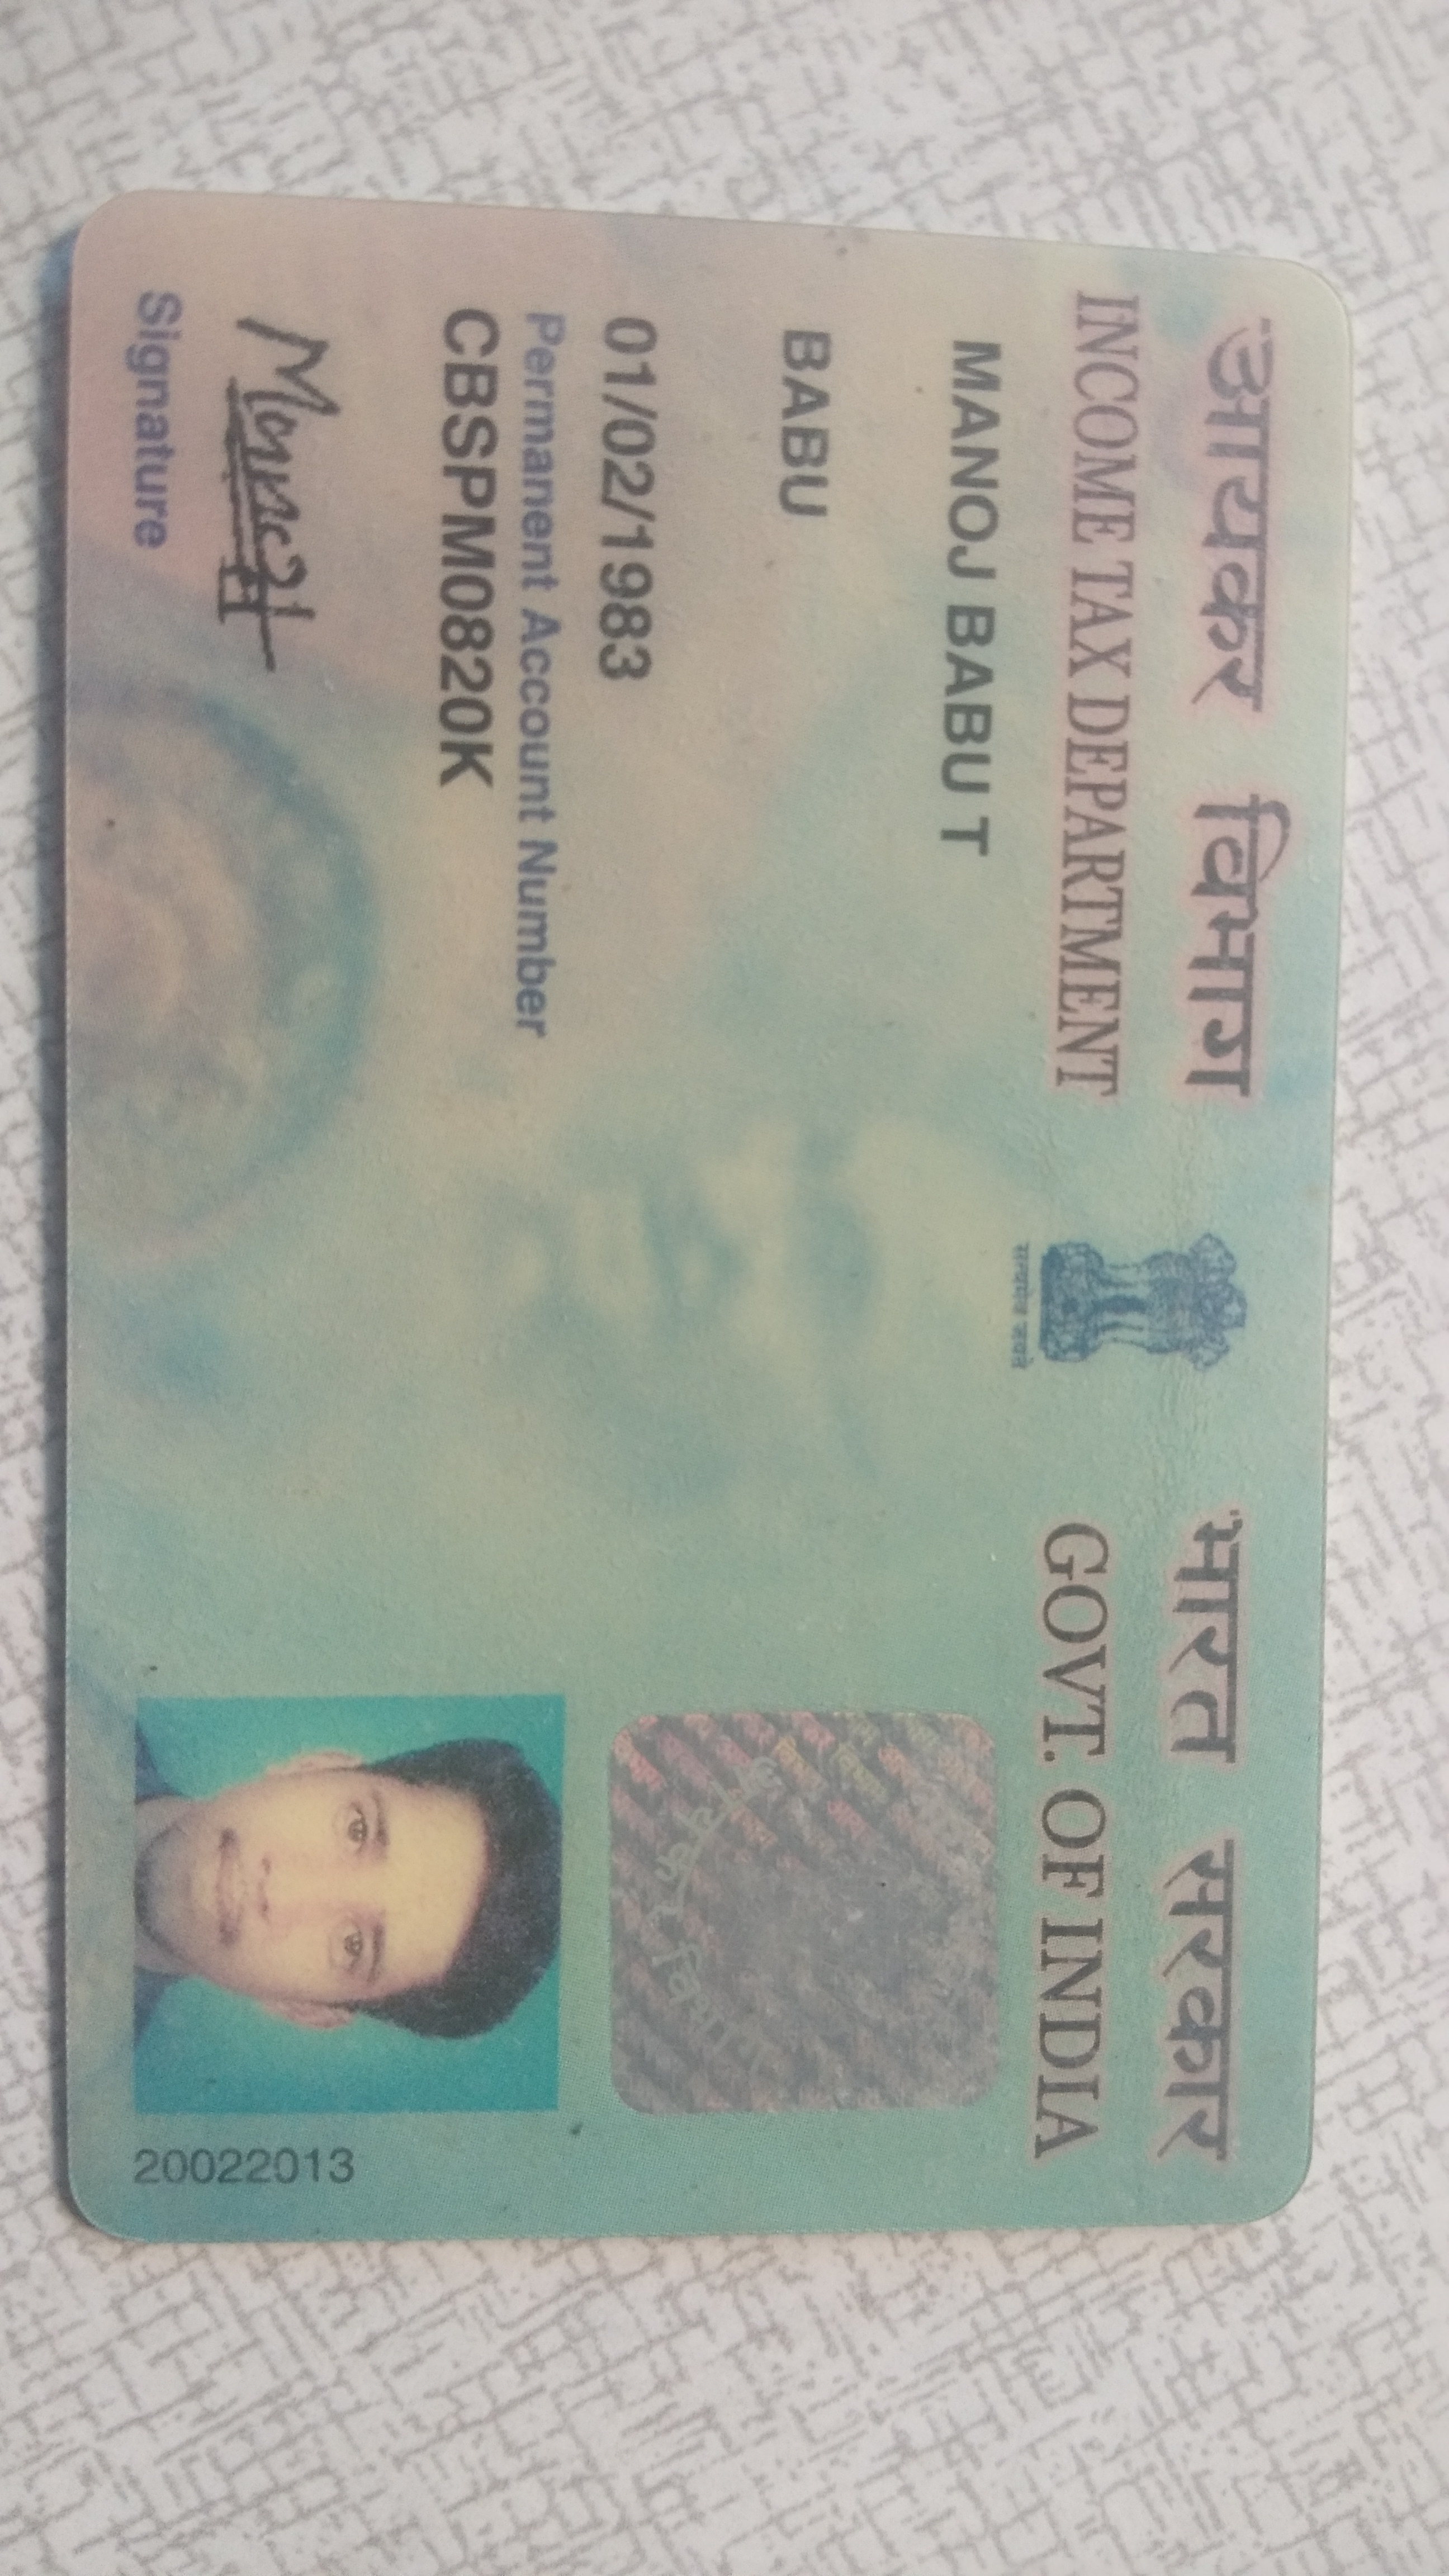 आयकर विभाग
INCOME TAX DEPARTMENT
सत्यमेव जयते
भारत सरकार
GOVT. OF INDIA
MANOJ BABU T
BABU
01/02/1983
Permanent Account Number
CBSPM0820K
Signature
20022013